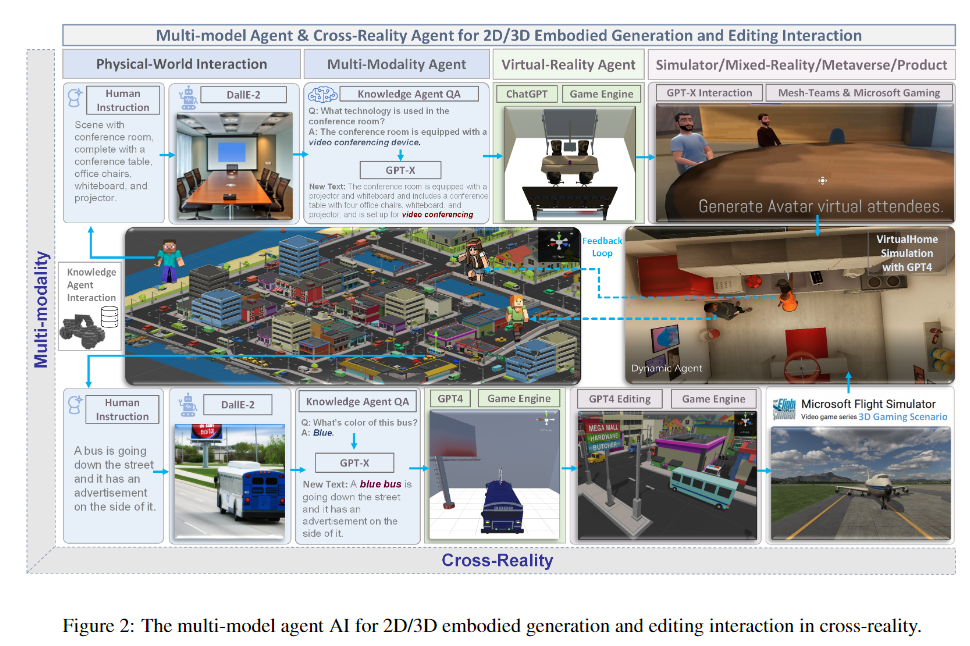 Multi-model Agent & Cross-Reality Agent for 2D/3D Embodied Generation and Editing Interaction
Physical-World Interaction
Multi-Modality Agent
Virtual-Reality Agent
Simulator/Mixed-Reality/Metaverse/Product
Human
Instruction
Scene with
conference room,
complete with a
conference table,
office chairs,
whiteboard, and
projector.
DallE-2
Knowledge Agent QA
Q: What technology is used in the
conference room?
A: The conference room is equipped with a
video conferencing device.
GPT-X
New Text: The conference room is equipped with a
projector and whiteboard and includes a conference
table with four office chairs, whiteboard, and
projector, and is set up for video conferencing
ChatGPT
Game Engine
GPT-X Interaction
Mesh-Teams & Microsoft Gaming
Generate Avatar virtual attendees.
Multi-modality
Knowledge
Agent
Interaction
Feedback
Loop
VirtualHome
Simulation
with GPT4
Dynamic Agent
Human
Instruction
A bus is going
down the street
and it has an
advertisement
on the side of it.
DallE-2
Knowledge Agent QA
Q: What's color of this bus?
A: Blue.
GPT-X
New Text: A blue bus is
going down the street
and it has an
advertisement on the
side of it.
GPT4
Game Engine
GPT4 Editing
Game Engine
MEGA MALL
HARDWARE
BUTCHER
Microsoft Flight Simulator
Video game series 3D Gaming Scenario
Cross-Reality
Figure 2: The multi-model agent AI for 2D/3D embodied generation and editing interaction in cross-reality.